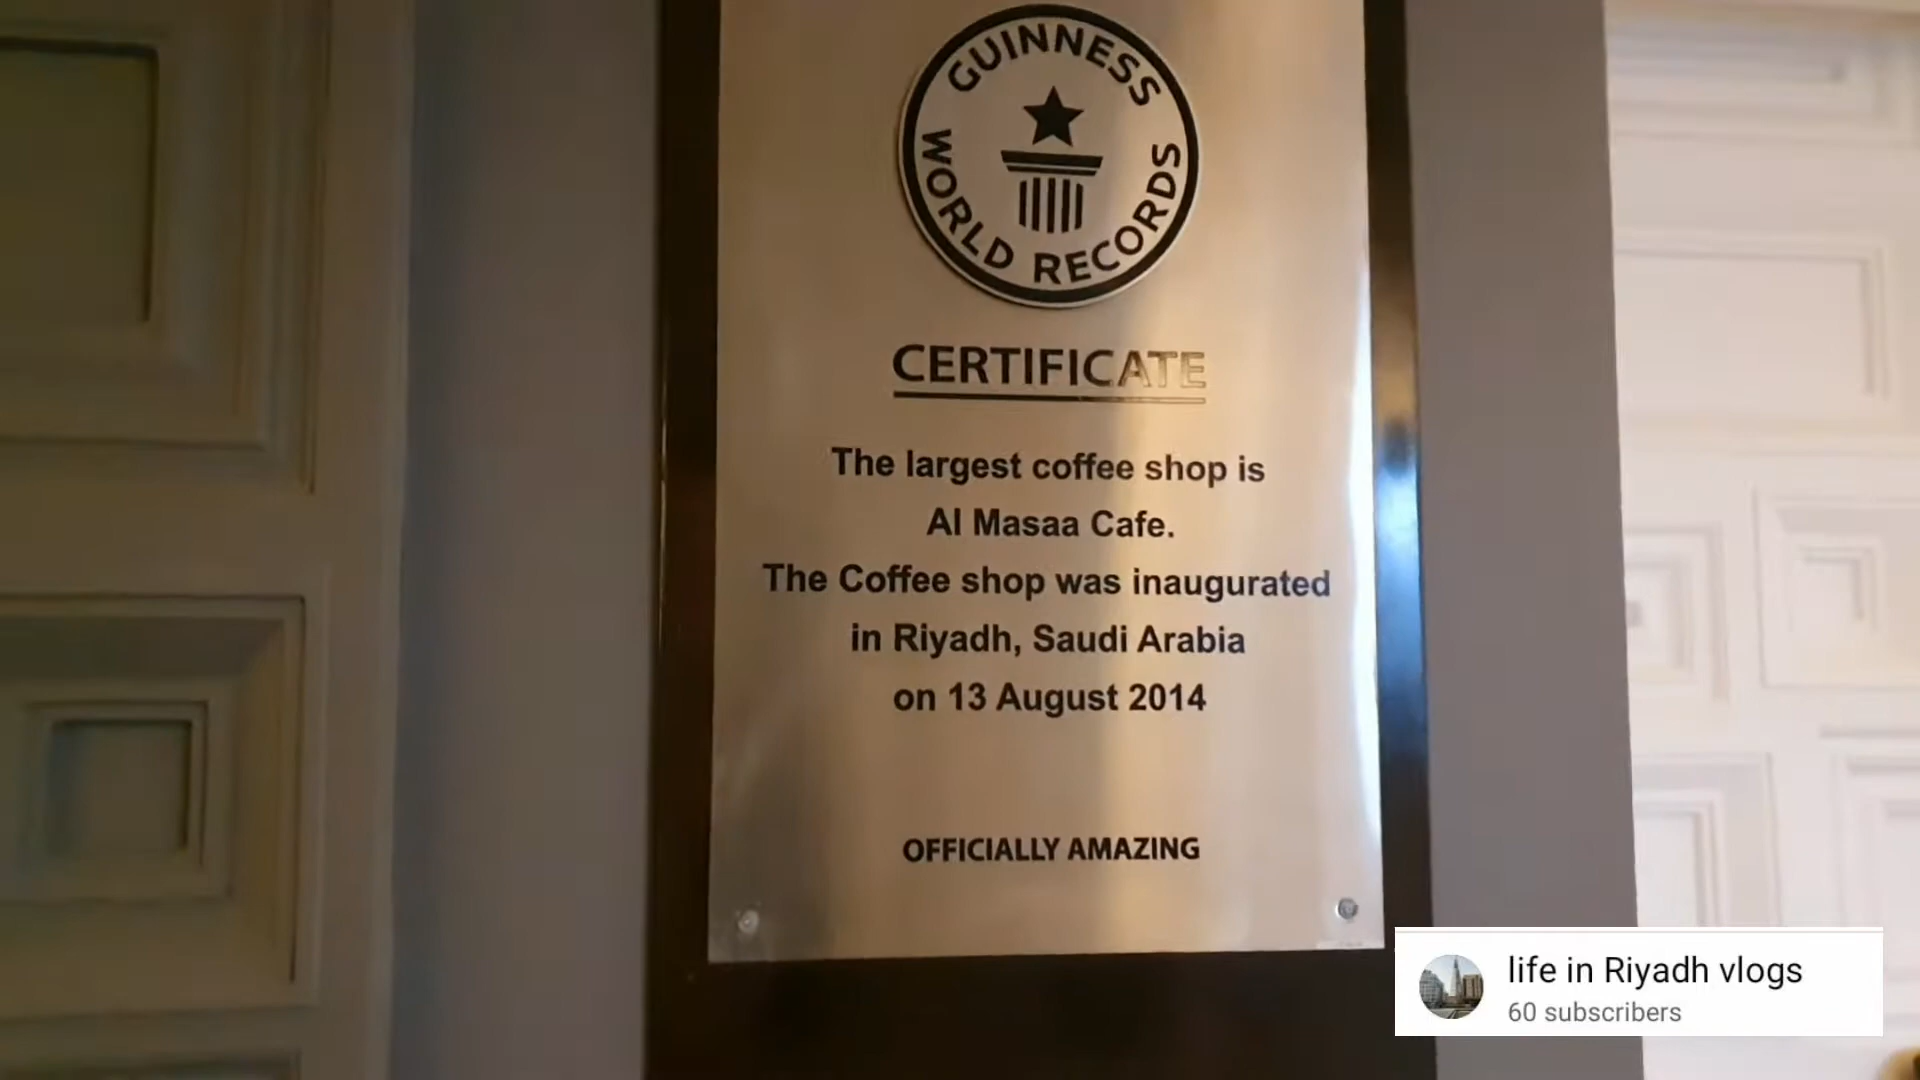 GUINNESS
WORLD RECORDS
CERTIFICATE
The largest coffee shop is
Al Masaa Cafe.
The Coffee shop was inaugurated
in Riyadh, Saudi Arabia
on 13 August 2014
OFFICIALLY AMAZING
life in Riyadh vlogs
60 subscribers